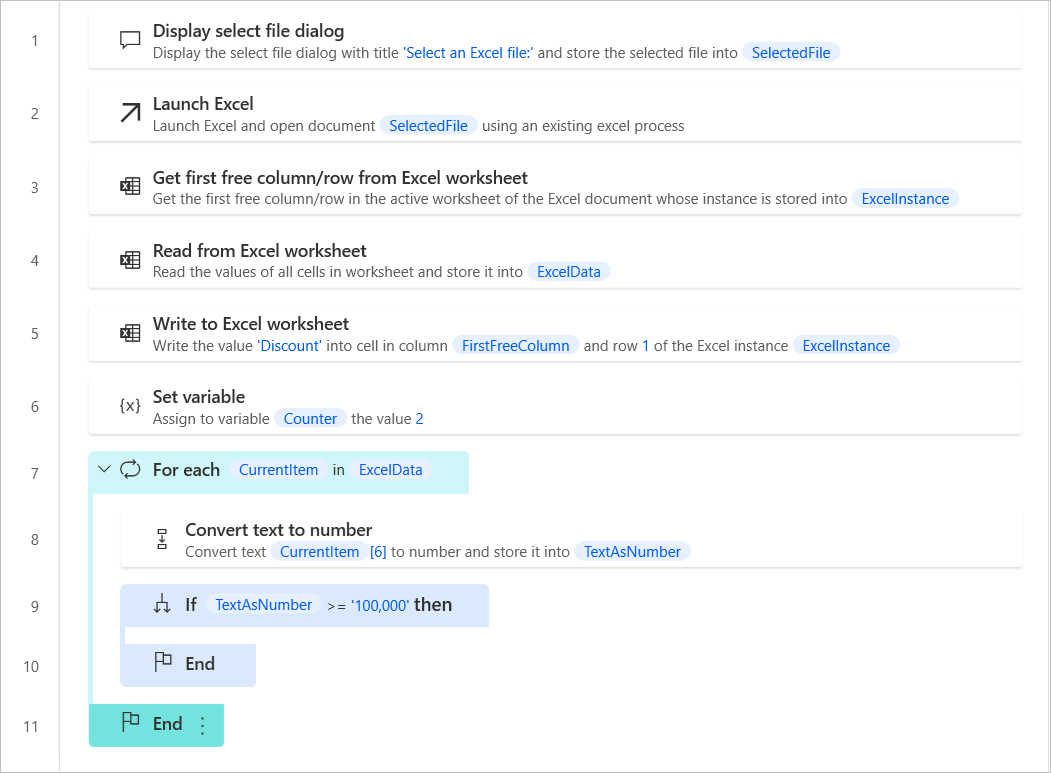 1
Display select file dialog
Display the select file dialog with title 'Select an Excel file:' and store the selected file into SelectedFile
2
Launch Excel
Launch Excel and open document SelectedFile using an existing excel process
3
Get first free column/row from Excel worksheet
Get the first free column/row in the active worksheet of the Excel document whose instance is stored into ExcelInstance
4
Read from Excel worksheet
Read the values of all cells in worksheet and store it into ExcelData
5
Write to Excel worksheet
Write the value 'Discount' into cell in column FirstFreeColumn and row 1 of the Excel instance ExcelInstance
6
{x} Set variable
Assign to variable Counter the value 2
7 For each CurrentItem in ExcelData
8
Convert text to number
Convert text CurrentItem [6] to number and store it into TextAsNumber
9 If TextAsNumber >= '100,000' then
10 End
11 End